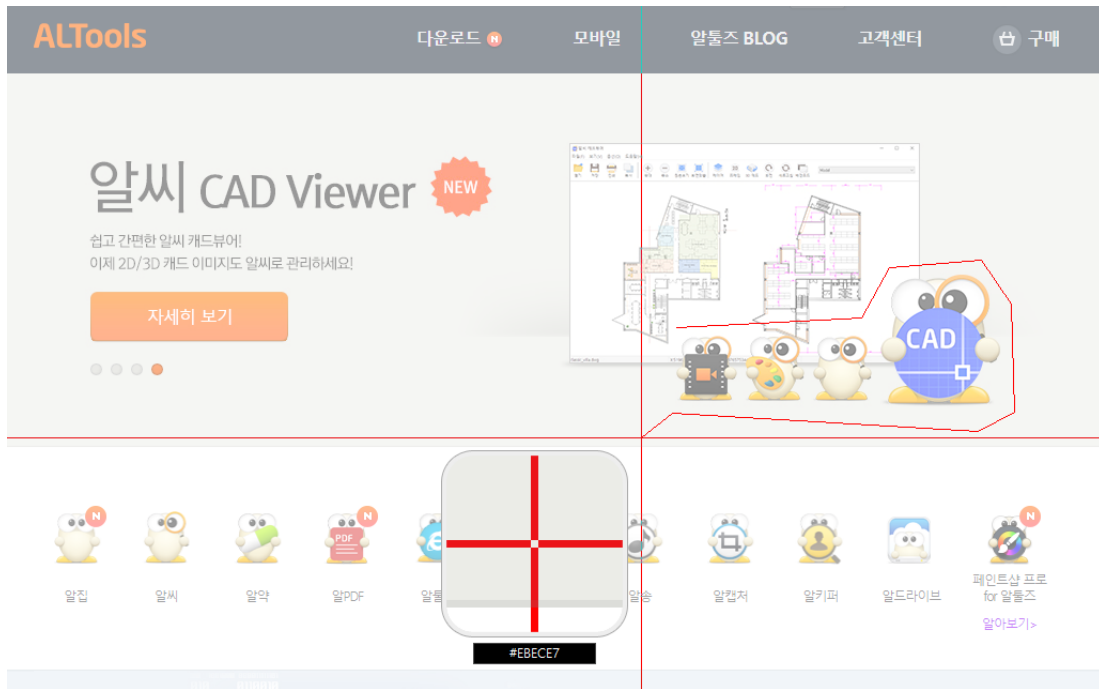 ALTools
다운로드 N 모바일 알툴즈 BLOG 고객센터 구매
알씨 CAD Viewer NEW
쉽고 간편한 알씨 캐드뷰어!
이제 2D/3D 캐드 이미지도 알씨로 관리하세요!
자세히 보기
Model
CAD
N
N
PDF
N
알집 알씨 알약 알PDF 알툴 알송 알캡처 알키퍼 알드라이브 페인트샵 프로
for 알툴즈
알아보기>
#EBECE7